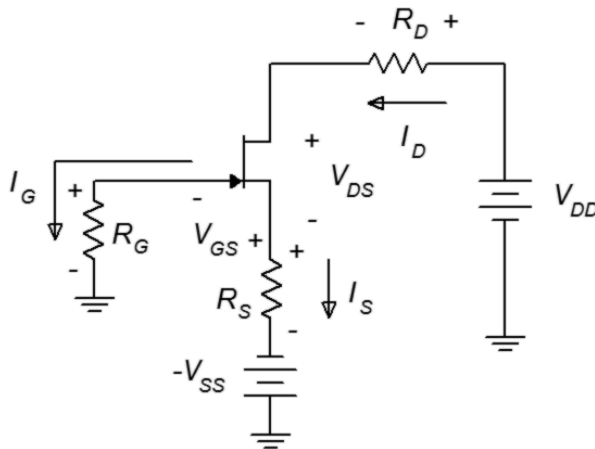 - R_D +
I_D
I_G
+
-
+
V_DS
V_DD
R_G
V_GS
+
+
-
-
R_S
I_S
-
-V_SS